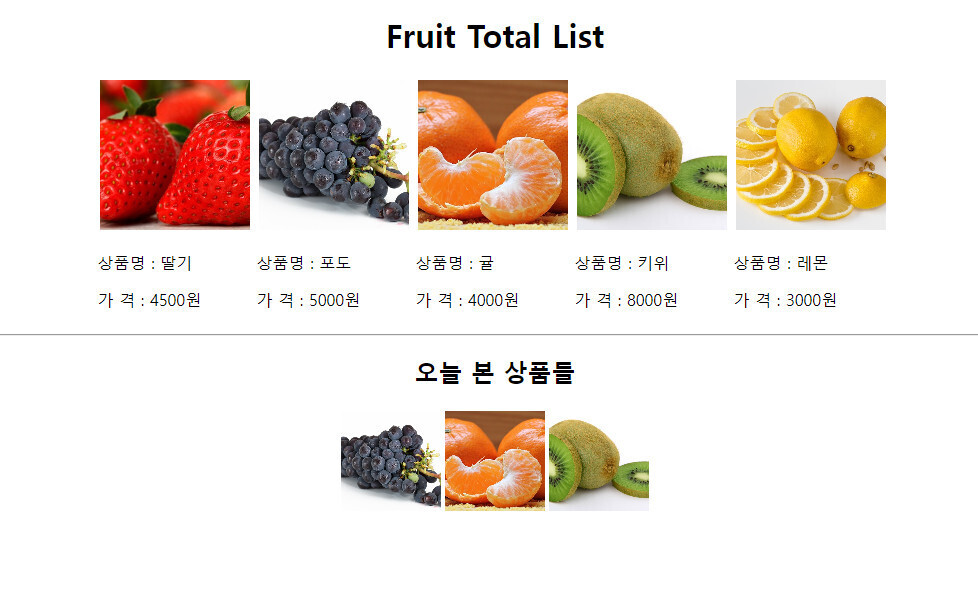 Fruit Total List
상품명 : 딸기
상품명 : 포도
상품명 : 귤
상품명 : 키위
상품명 : 레몬
가 격 : 4500원
가 격 : 5000원
가 격 : 4000원
가 격 : 8000원
가 격 : 3000원
오늘 본 상품들